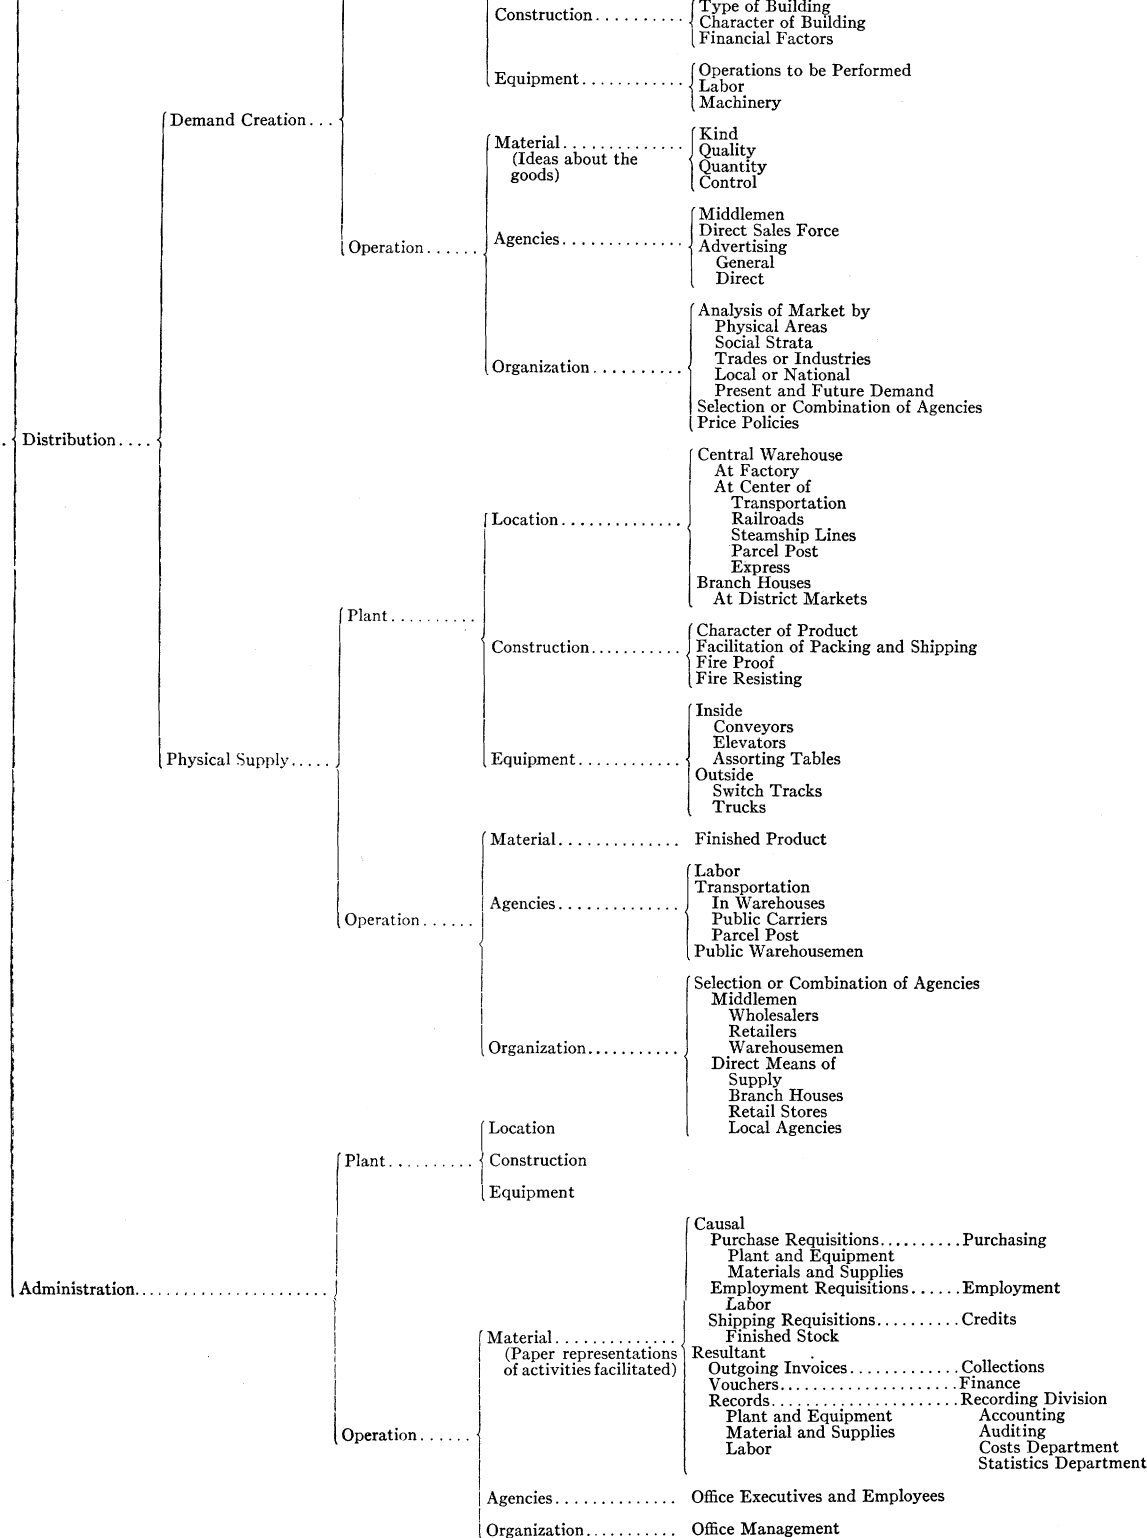 Construction.......... Type of Building
Character of Building
Financial Factors
Equipment............ Operations to be Performed
Labor
Machinery
Demand Creation...
Material.............. Kind
(Ideas about the Quality
goods) Quantity
Control
Operation......
Agencies.............. Middlemen
Direct Sales Force
Advertising
General
Direct
Organization.......... Analysis of Market by
Physical Areas
Social Strata
Trades or Industries
Local or National
Present and Future Demand
Selection or Combination of Agencies
Price Policies
Distribution....
Location.............. Central Warehouse
At Factory
At Center of
Transportation
Railroads
Steamship Lines
Parcel Post
Express
Branch Houses
At District Markets
Plant..........
Construction........... Character of Product
Facilitation of Packing and Shipping
Fire Proof
Fire Resisting
Equipment............ Inside
Conveyors
Elevators
Assorting Tables
Outside
Switch Tracks
Trucks
Physical Supply.....
Material.............. Finished Product
Operation......
Agencies.............. Labor
Transportation
In Warehouses
Public Carriers
Parcel Post
Public Warehousemen
Organization........... Selection or Combination of Agencies
Middlemen
Wholesalers
Retailers
Warehousemen
Direct Means of
Supply
Branch Houses
Retail Stores
Local Agencies
Location
Plant.......... Construction
Equipment
Administration.......................
Causal
Purchase Requisitions..........Purchasing
Plant and Equipment
Materials and Supplies
Employment Requisitions......Employment
Labor
Shipping Requisitions..........Credits
Finished Stock
Material..............
(Paper representations
of activities facilitated)
Resultant
Outgoing Invoices............Collections
Vouchers.....................Finance
Records......................Recording Division
Plant and Equipment Accounting
Material and Supplies Auditing
Labor Costs Department
Statistics Department
Operation......
Agencies.............. Office Executives and Employees
Organization........... Office Management